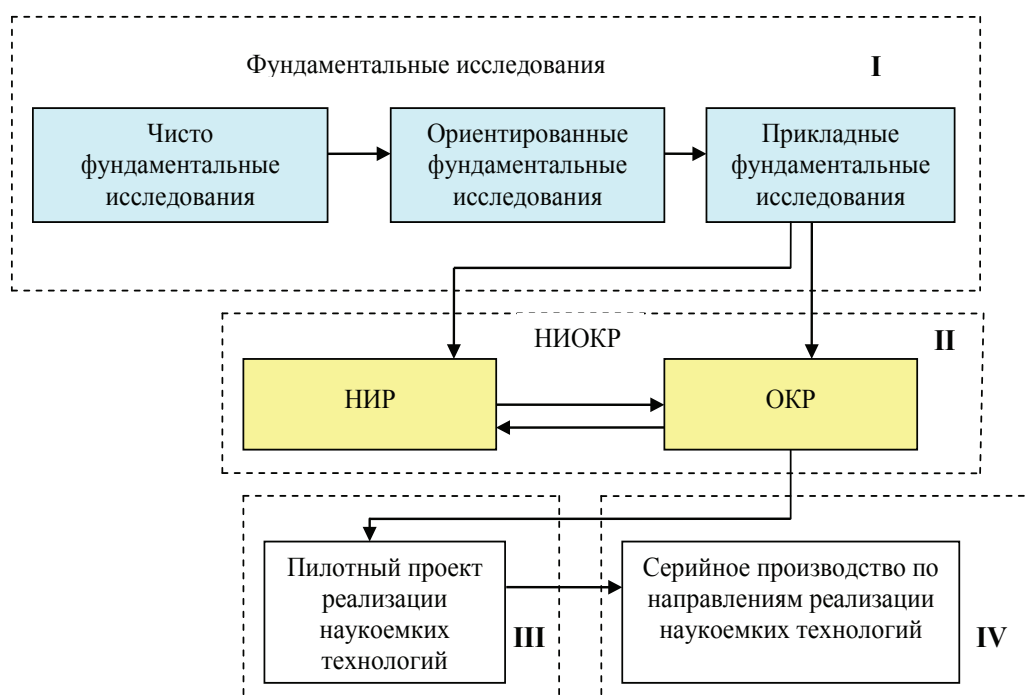 Фундаментальные исследования
I
Чисто
фундаментальные
исследования
Ориентированные
фундаментальные
исследования
Прикладные
фундаментальные
исследования
НИОКР
II
НИР
ОКР
Пилотный проект
реализации
наукоемких
технологий
III
Серийное производство по
направлениям реализации
наукоемких технологий
IV